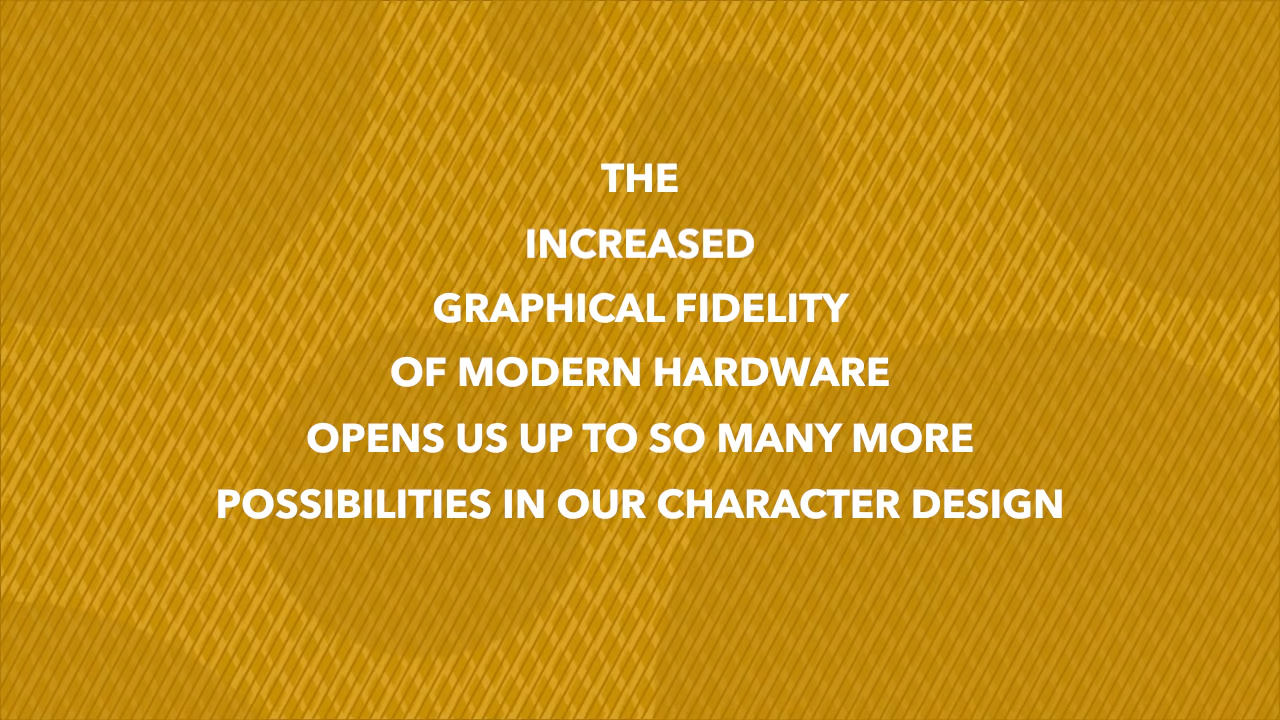 THE
INCREASED
GRAPHICAL FIDELITY
OF MODERN HARDWARE
OPENS US UP TO SO MANY MORE
POSSIBILITIES IN OUR CHARACTER DESIGN